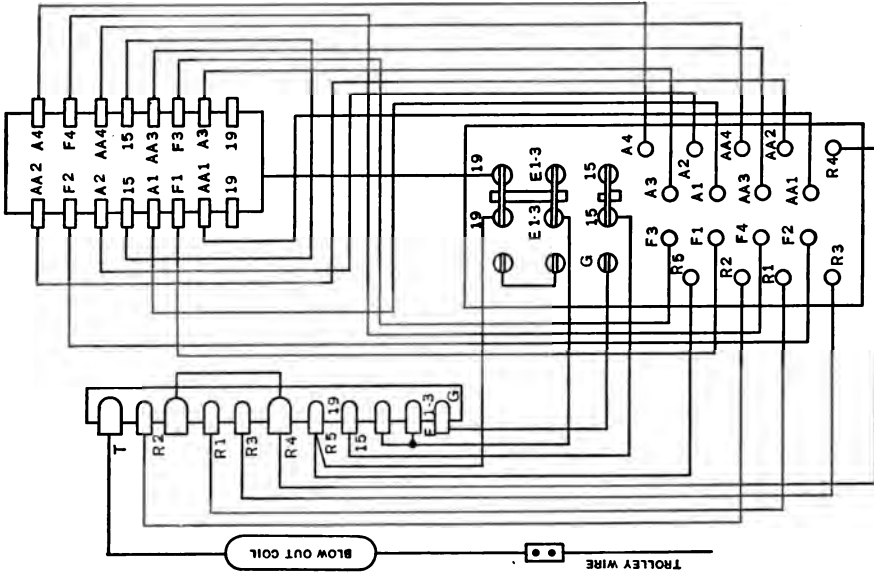 AA2
F2
A2
15
A1
F1
AA1
19
A4
F4
AA4
15
AA3
F3
A3
19
19
19
E1-3
E1-3
15
15
G
A4
A3
A2
A1
AA4
AA3
AA2
AA1
R4
F3
R5
F1
R2
F4
R1
F2
R3
T
R2
R1
R3
R4
R5
19
15
E1-3
G
BLOW OUT COIL
TROLLEY WIRE